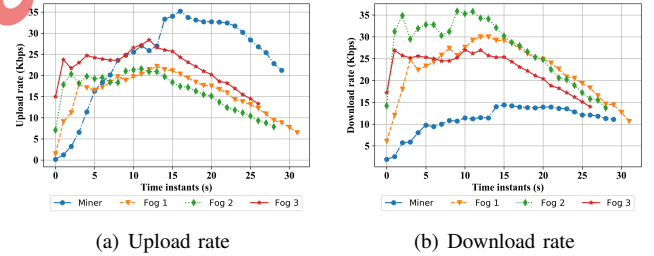 35
30
25
20
15
10
5
0
Upload rate (Kbps)
0 5 10 15 20 25 30
Time instants (s)
Miner Fog 1 Fog 2 Fog 3
(a) Upload rate
35
30
25
20
15
10
5
Download rate (Kbps)
0 5 10 15 20 25 30
Time instants (s)
Miner Fog 1 Fog 2 Fog 3
(b) Download rate